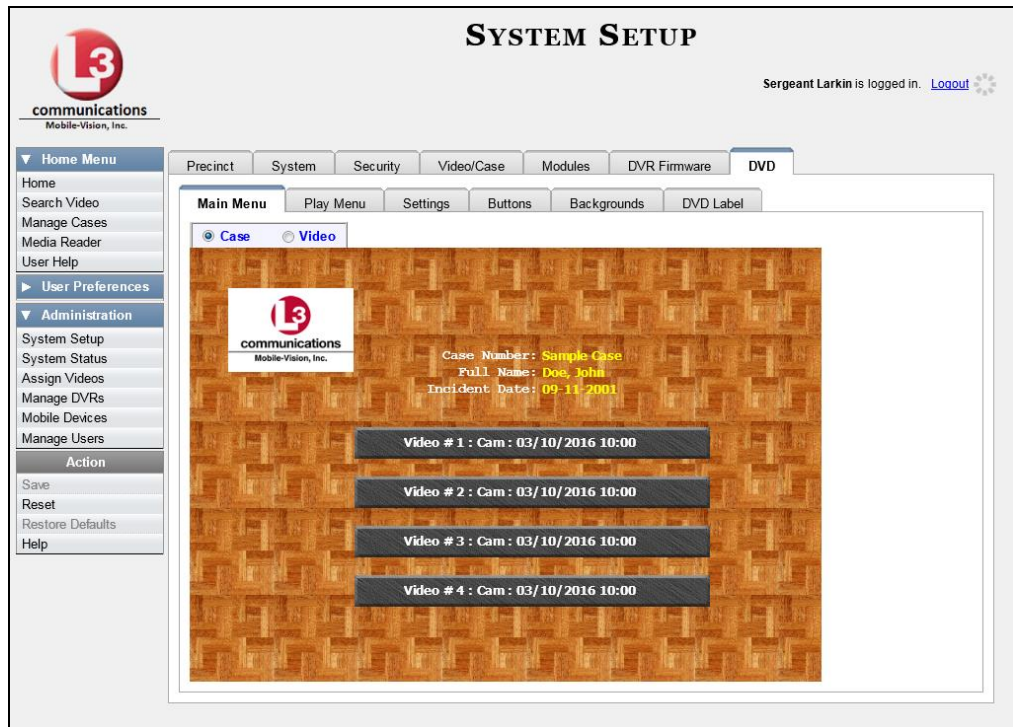 SYSTEM SETUP
L3
communications
Mobile-Vision, Inc.
Sergeant Larkin is logged in. Logout
▼ Home Menu
Home
Search Video
Manage Cases
Media Reader
User Help
► User Preferences
▼ Administration
System Setup
System Status
Assign Videos
Manage DVRs
Mobile Devices
Manage Users
Action
Save
Reset
Restore Defaults
Help
Precinct System Security Video/Case Modules DVR Firmware DVD
Main Menu Play Menu Settings Buttons Backgrounds DVD Label
Case Video
L3
communications
Mobile-Vision, Inc.
Case Number: Sample Case
Full Name: Doe, John
Incident Date: 09-11-2001
Video # 1 : Cam : 03/10/2016 10:00
Video # 2 : Cam : 03/10/2016 10:00
Video # 3 : Cam : 03/10/2016 10:00
Video # 4 : Cam : 03/10/2016 10:00